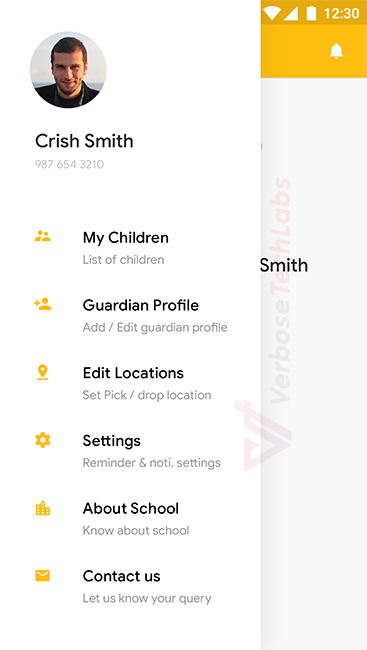 12:30
Crish Smith
987 654 3210
My Children
List of children
Guardian Profile
Add / Edit guardian profile
Edit Locations
Set Pick / drop location
Settings
Reminder & noti. settings
About School
Know about school
Contact us
Let us know your query
Smith
VerboseTechLabs